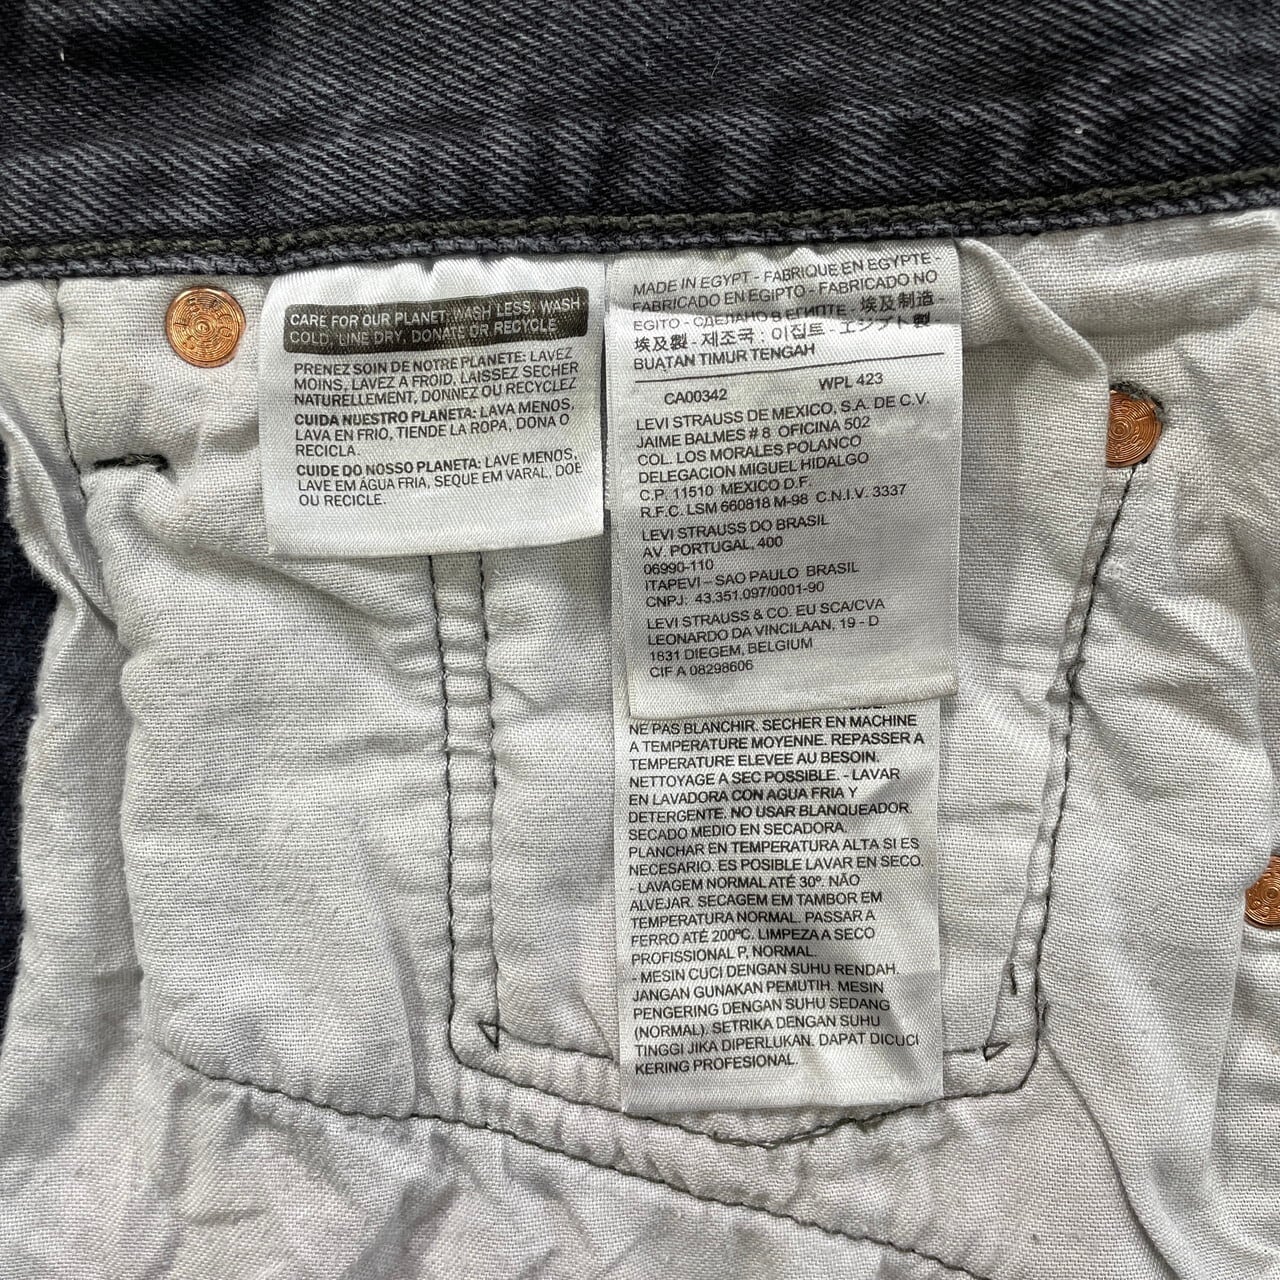 CARE FOR OUR PLANET: WASH LESS, WASH
COLD, LINE DRY, DONATE OR RECYCLE
PRENEZ SOIN DE NOTRE PLANETE: LAVEZ
MOINS, LAVEZ A FROID, LAISSEZ SECHER
NATURELLEMENT, DONNEZ OU RECYCLEZ
CUIDA NUESTRO PLANETA: LAVA MENOS,
LAVA EN FRIO, TIENDE LA ROPA, DONA O
RECICLA.
CUIDE DO NOSSO PLANETA: LAVE MENOS,
LAVE EM ÁGUA FRIA, SEQUE EM VARAL, DOE
OU RECICLE.
MADE IN EGYPT - FABRIQUE EN EGYPTE -
FABRICADO EN EGIPTO - FABRICADO NO
EGITO - СДЕЛАНО В ЕГИПТЕ - 埃及制造 -
埃及製 - 제조국 : 이집트 - エジプト製 -
BUATAN TIMUR TENGAH
CA00342 WPL 423
LEVI STRAUSS DE MEXICO, S.A. DE C.V.
JAIME BALMES # 8 OFICINA 502
COL. LOS MORALES POLANCO
DELEGACION MIGUEL HIDALGO
C.P. 11510 MEXICO D.F.
R.F.C. LSM 660818 M-98 C.N.I.V. 3337
LEVI STRAUSS DO BRASIL
AV. PORTUGAL, 400
06990-110
ITAPEVI – SAO PAULO BRASIL
CNPJ: 43.351.097/0001-90
LEVI STRAUSS & CO. EU SCA/CVA
LEONARDO DA VINCILAAN, 19 - D
1831 DIEGEM, BELGIUM
CIF A 08298606
NE PAS BLANCHIR. SECHER EN MACHINE
A TEMPERATURE MOYENNE. REPASSER A
TEMPERATURE ELEVEE AU BESOIN.
NETTOYAGE A SEC POSSIBLE. - LAVAR
EN LAVADORA CON AGUA FRIA Y
DETERGENTE. NO USAR BLANQUEADOR.
SECADO MEDIO EN SECADORA.
PLANCHAR EN TEMPERATURA ALTA SI ES
NECESARIO. ES POSIBLE LAVAR EN SECO.
- LAVAGEM NORMAL ATÉ 30º. NÃO
ALVEJAR. SECAGEM EM TAMBOR EM
TEMPERATURA NORMAL. PASSAR A
FERRO ATÉ 200ºC. LIMPEZA A SECO
PROFISSIONAL P, NORMAL.
- MESIN CUCI DENGAN SUHU RENDAH.
JANGAN GUNAKAN PEMUTIH. MESIN
PENGERING DENGAN SUHU SEDANG
(NORMAL). SETRIKA DENGAN SUHU
TINGGI JIKA DIPERLUKAN. DAPAT DICUCI
KERING PROFESIONAL.